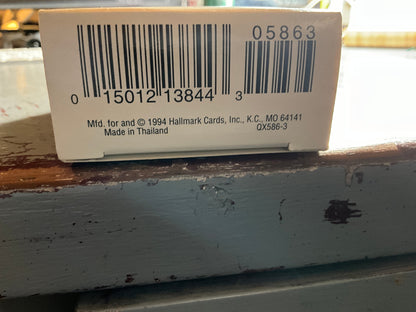 05863
0 15012 13844 3
Mfd. for and © 1994 Hallmark Cards, Inc., K.C., MO 64141
Made in Thailand QX586-3